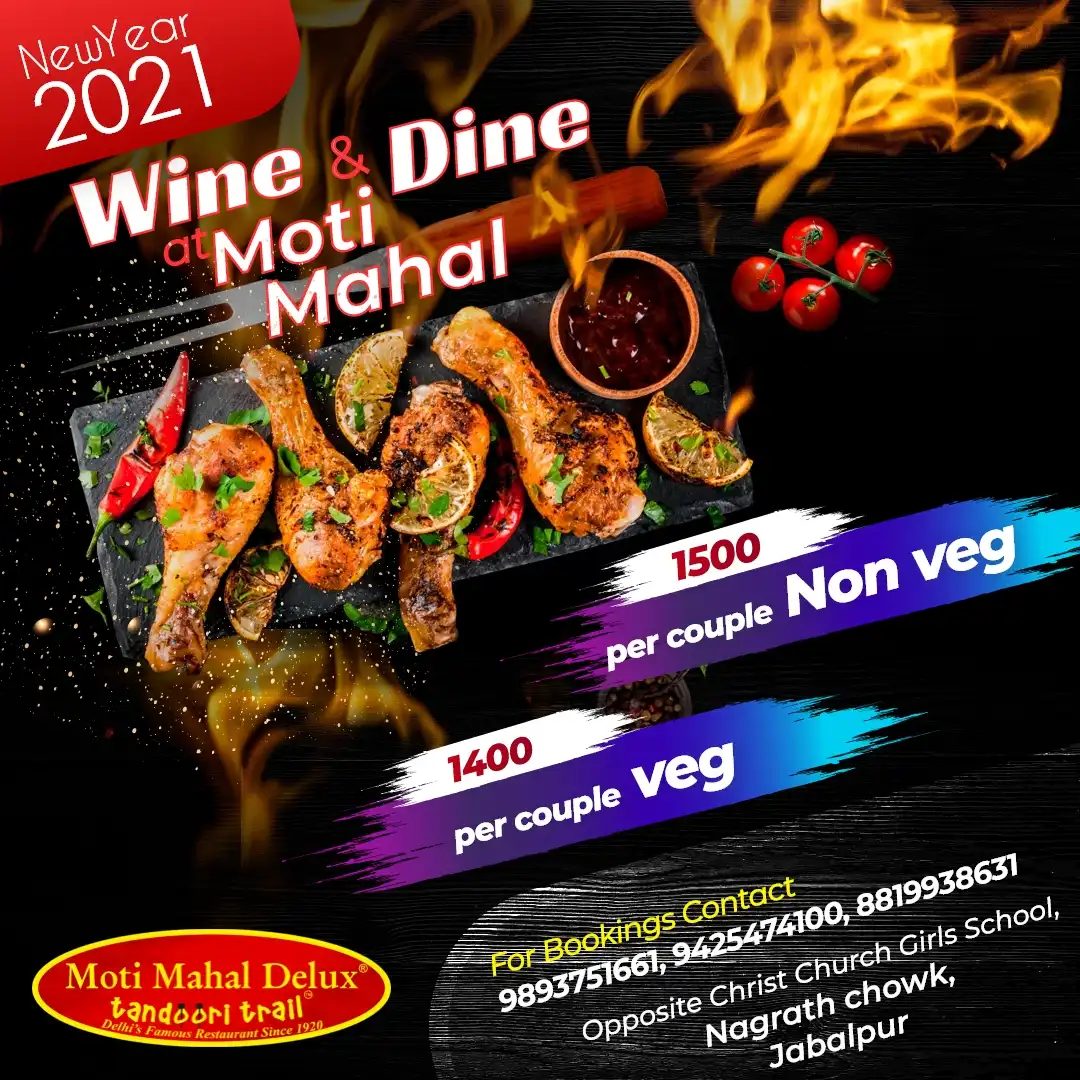 NewYear
2021
Wine & Dine
at Moti
Mahal
1500
per couple Non veg
1400
per couple veg
For Bookings Contact
9893751661, 9425474100, 8819938631
Opposite Christ Church Girls School,
Nagrath chowk,
Jabalpur
Moti Mahal Delux®
tandoori trail™
Delhi's Famous Restaurant Since 1920